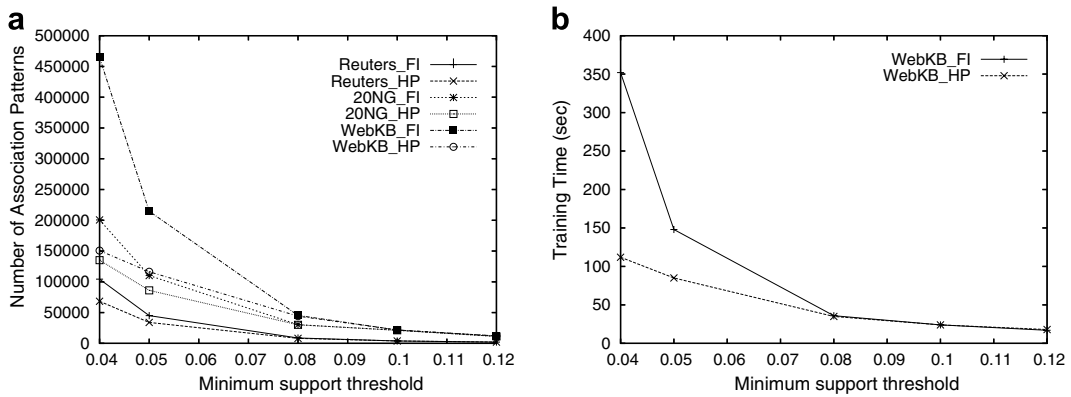 a
500000
450000
400000
350000
300000
250000
200000
150000
100000
50000
0
Number of Association Patterns
0.04 0.05 0.06 0.07 0.08 0.09 0.1 0.11 0.12
Minimum support threshold
Reuters_FI
Reuters_HP
20NG_FI
20NG_HP
WebKB_FI
WebKB_HP
b
400
350
300
250
200
150
100
50
0
Training Time (sec)
0.04 0.05 0.06 0.07 0.08 0.09 0.1 0.11 0.12
Minimum support threshold
WebKB_FI
WebKB_HP